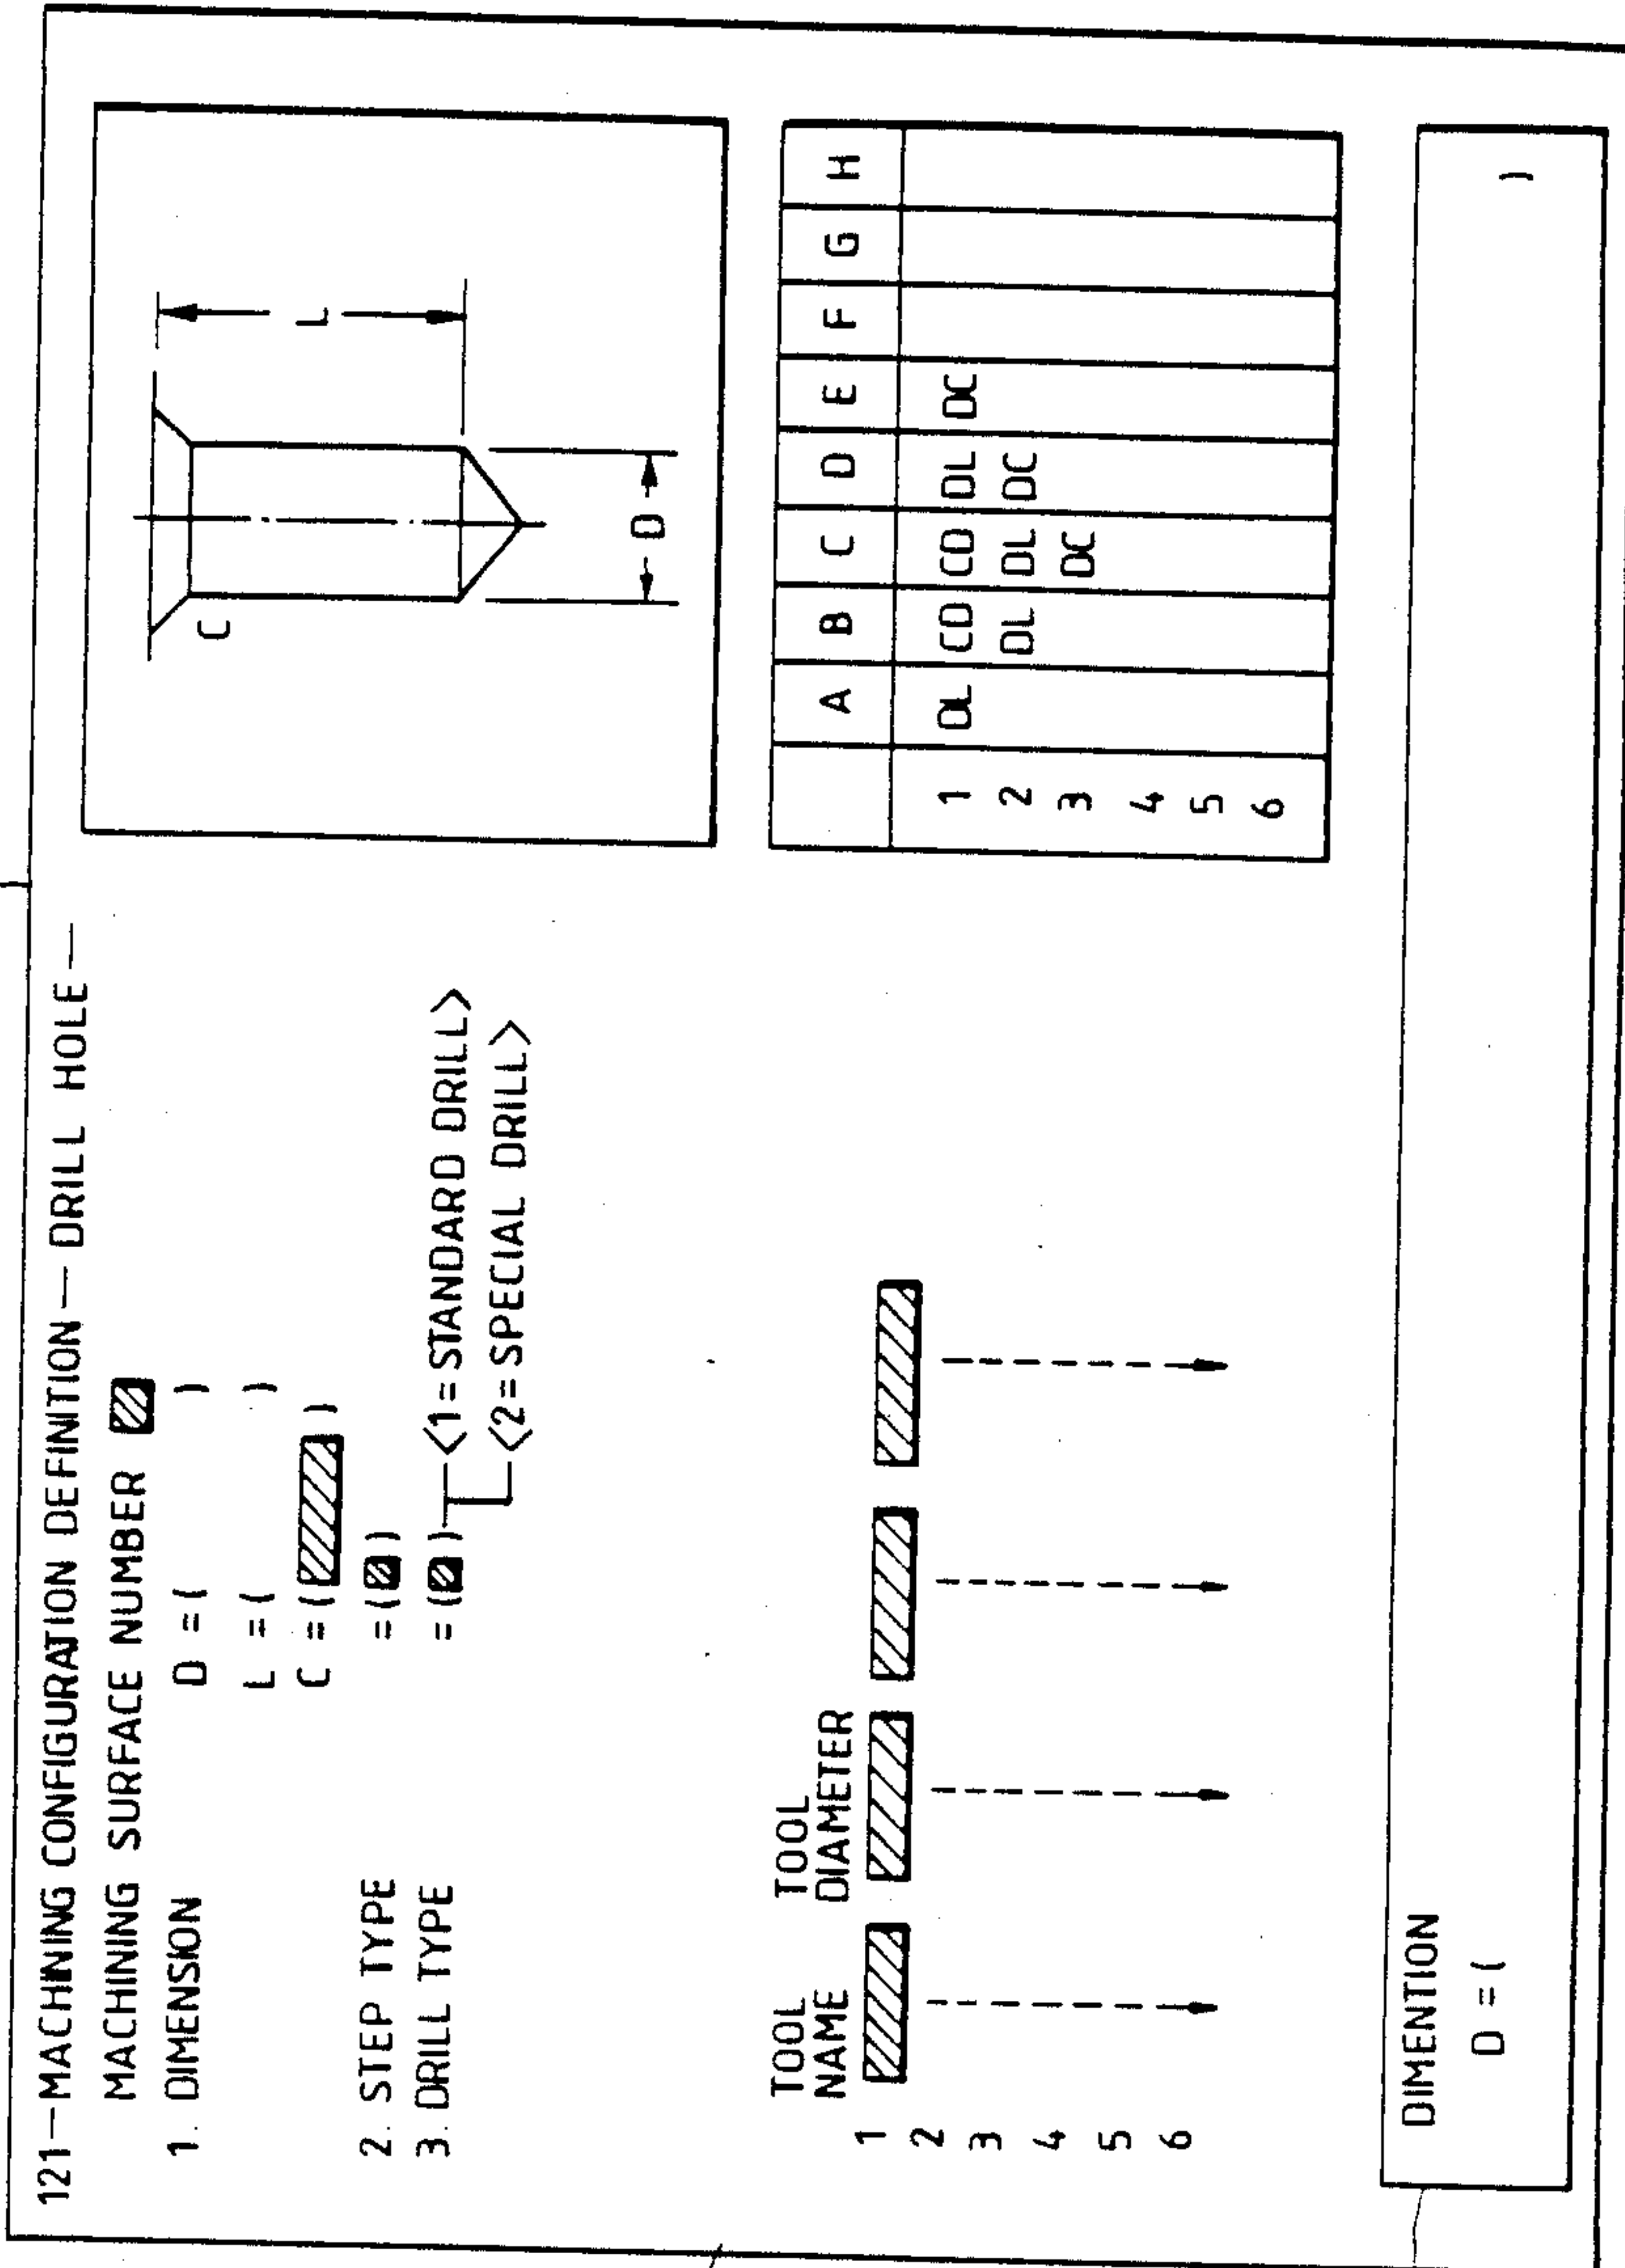 121—MACHINING CONFIGURATION DEFINITION—DRILL HOLE—
MACHINING SURFACE NUMBER
1. DIMENSION D = ( )
L = ( )
C = ( )
2. STEP TYPE = ( )
3. DRILL TYPE = ( ) <1=STANDARD DRILL>
<2=SPECIAL DRILL>
C
L
D
TOOL NAME TOOL DIAMETER
1
2
3
4
5
6
A B C D E F G H
1 DL CD CD DL DC
2 DL DL DC
3 DC
4
5
6
DIMENTION
D = ( )